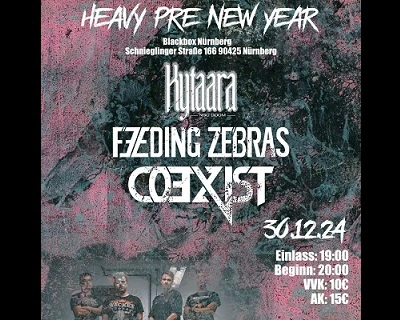 HEAVY PRE NEW YEAR
Blackbox Nürnberg
Schnieglinger Straße 166 90425 Nürnberg
Kytaara
FEEDING ZEBRAS
COEXIST
30.12.24
Einlass: 19:00
Beginn: 20:00
VVK: 10€
AK: 15€